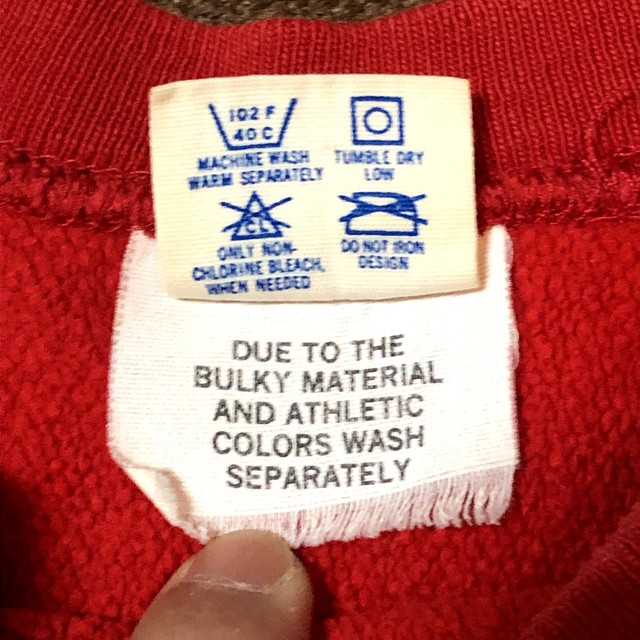 102 F
40 C
MACHINE WASH
WARM SEPARATELY
TUMBLE DRY
LOW
CL
ONLY NON-
CHLORINE BLEACH,
WHEN NEEDED
DO NOT IRON
DESIGN
DUE TO THE
BULKY MATERIAL
AND ATHLETIC
COLORS WASH
SEPARATELY